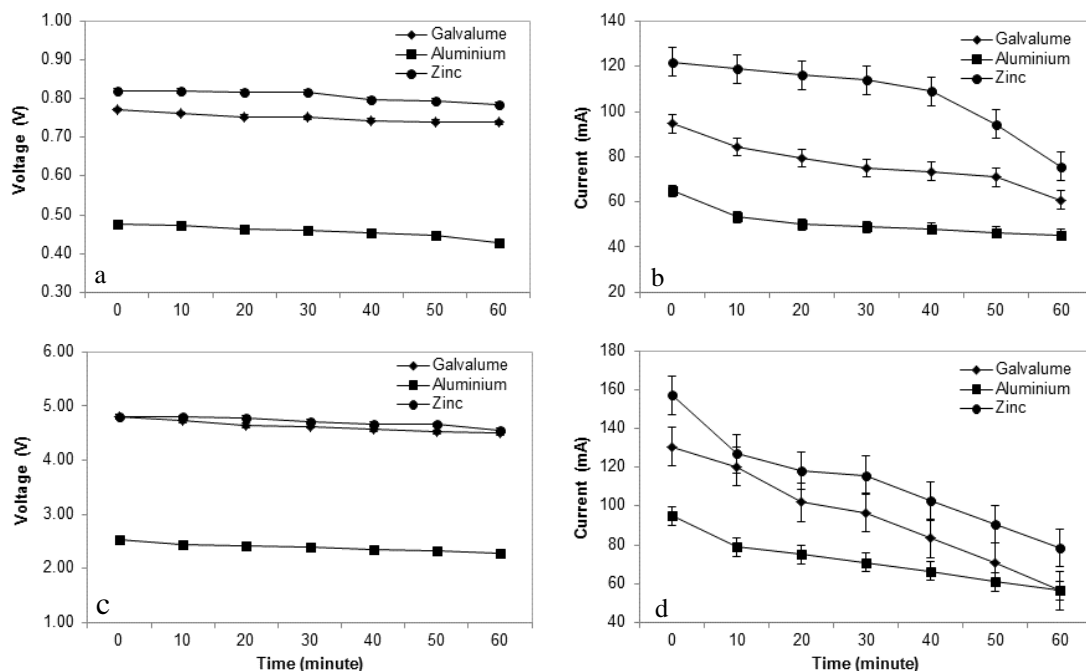 1.00
0.90
0.80
0.70
0.60
0.50
0.40
0.30
Voltage (V)
Galvalume
Aluminium
Zinc
a
0 10 20 30 40 50 60
140
120
100
80
60
40
20
Current (mA)
Galvalume
Aluminium
Zinc
b
0 10 20 30 40 50 60
6.00
5.00
4.00
3.00
2.00
1.00
Voltage (V)
Galvalume
Aluminium
Zinc
c
0 10 20 30 40 50 60
Time (minute)
180
160
140
120
100
80
60
40
Current (mA)
Galvalume
Aluminium
Zinc
d
0 10 20 30 40 50 60
Time (minute)